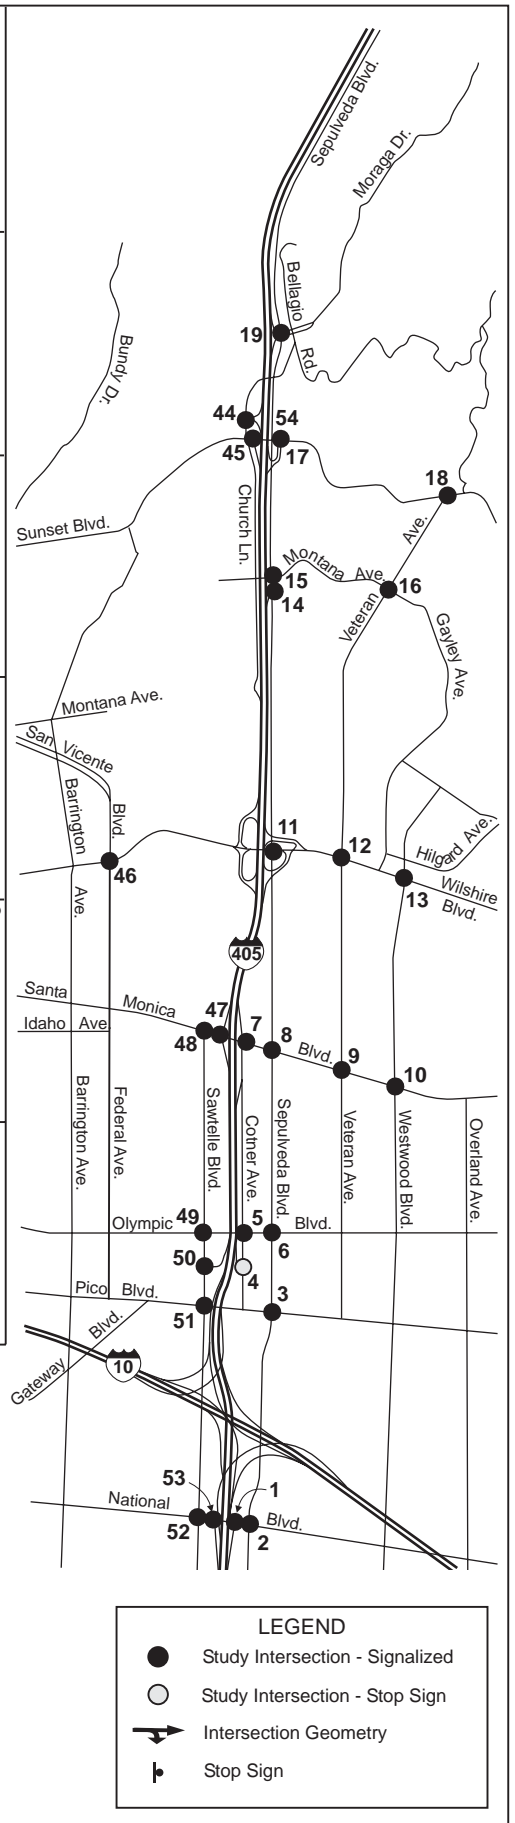 Sepulveda Blvd.
Moraga Dr.
Bellagio
Rd.
19
Bundy Dr.
44
54
45
17
18
Sunset Blvd.
Church Ln.
Ave.
Montana
Ave.
15
16
14
Veteran
Gayley Ave.
Montana Ave.
San Vicente
Blvd.
Barrington
Ave.
11
12
46
13
Hilgard Ave.
Wilshire
Blvd.
405
Santa
Monica
Blvd.
Idaho Ave.
47
48
7
8
9
10
Barrington Ave.
Federal Ave.
Sawtelle Blvd.
Cotner Ave.
Sepulveda Blvd.
Veteran Ave.
Westwood Blvd.
Overland Ave.
Olympic
49
5
Blvd.
6
50
4
Pico Blvd.
51
3
Gateway
Blvd.
10
53
1
National
52
2
Blvd.
LEGEND
Study Intersection - Signalized
Study Intersection - Stop Sign
Intersection Geometry
Stop Sign